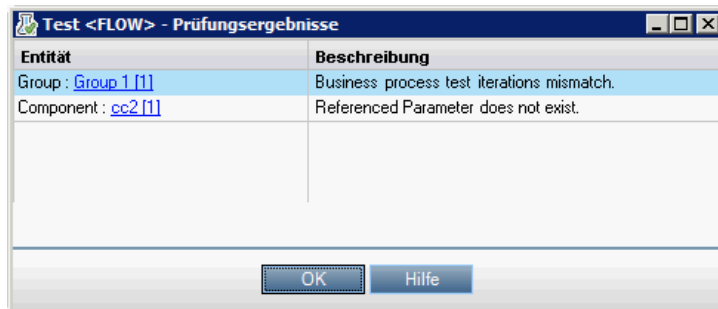 Test <FLOW> - Prüfungsergebnisse
Entität Beschreibung
Group : Group 1 [1] Business process test iterations mismatch.
Component : cc2 [1] Referenced Parameter does not exist.
OK Hilfe